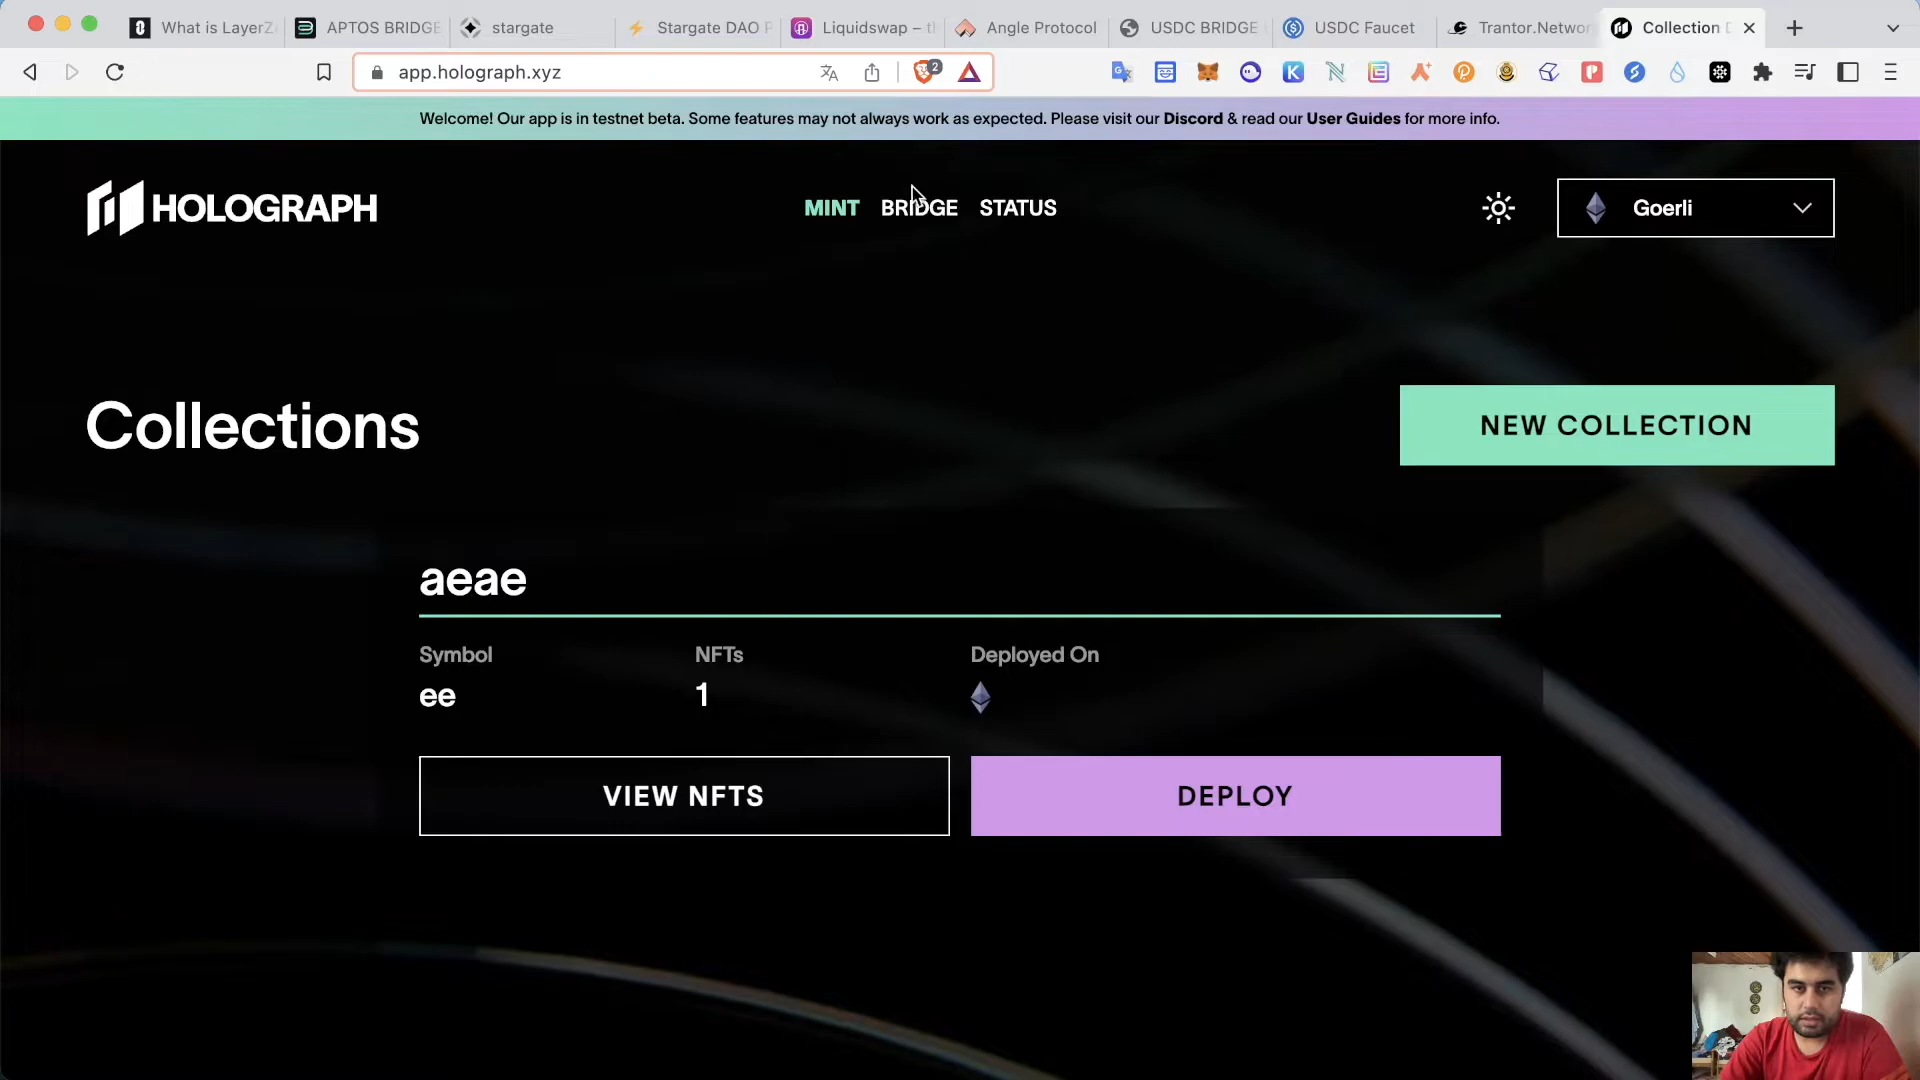 What is LayerZe
APTOS BRIDGE
stargate
Stargate DAO P
Liquidswap – th
Angle Protocol
USDC BRIDGE
USDC Faucet
Trantor.Networ
Collection D
app.holograph.xyz
2
Welcome! Our app is in testnet beta. Some features may not always work as expected. Please visit our Discord & read our User Guides for more info.
HOLOGRAPH
MINT BRIDGE STATUS
Goerli
Collections
NEW COLLECTION
aeae
Symbol NFTs Deployed On
ee 1
VIEW NFTS DEPLOY